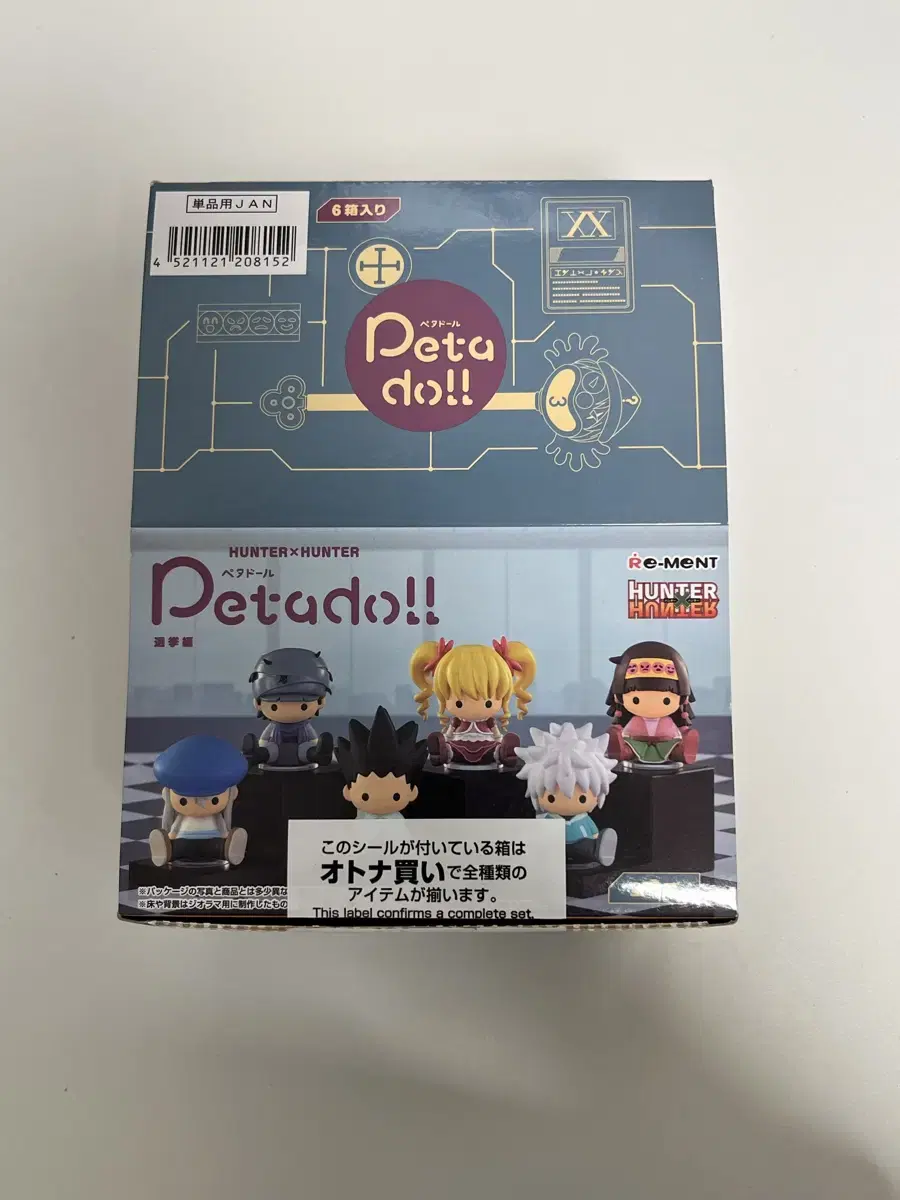 単品用JAN
4 521121 208152
6箱入り
XX
ペタドール
Peta
do!!
3
?
HUNTER×HUNTER
ペタドール
Petado!!
選挙編
Re-MeNT
HUNTER
HUNTER
このシールが付いている箱は
オトナ買いで全種類の
アイテムが揃います。
This label confirms a complete set.
※パッケージの写真と商品とは多少異な
※床や背景はジオラマ用に制作したもの